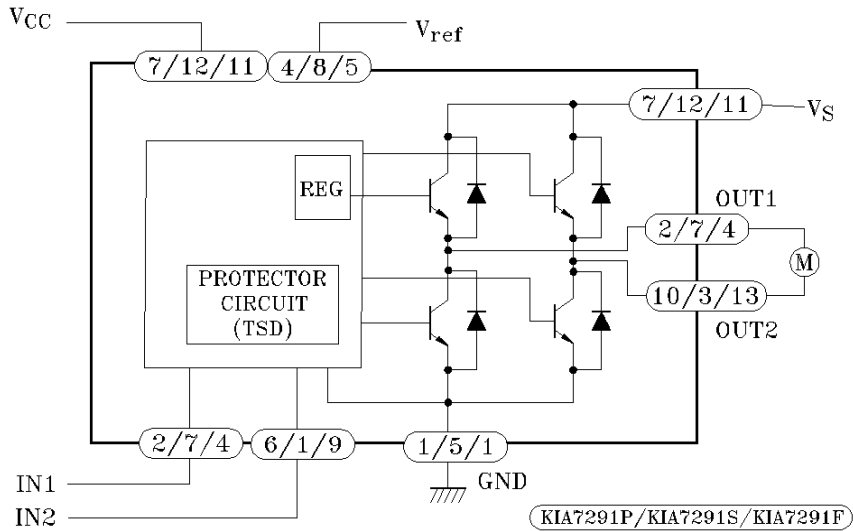 VCC
Vref
7/12/11
4/8/5
7/12/11
VS
REG
OUT1
2/7/4
M
PROTECTOR
CIRCUIT
(TSD)
10/3/13
OUT2
2/7/4
6/1/9
1/5/1
GND
IN1
IN2
KIA7291P/KIA7291S/KIA7291F